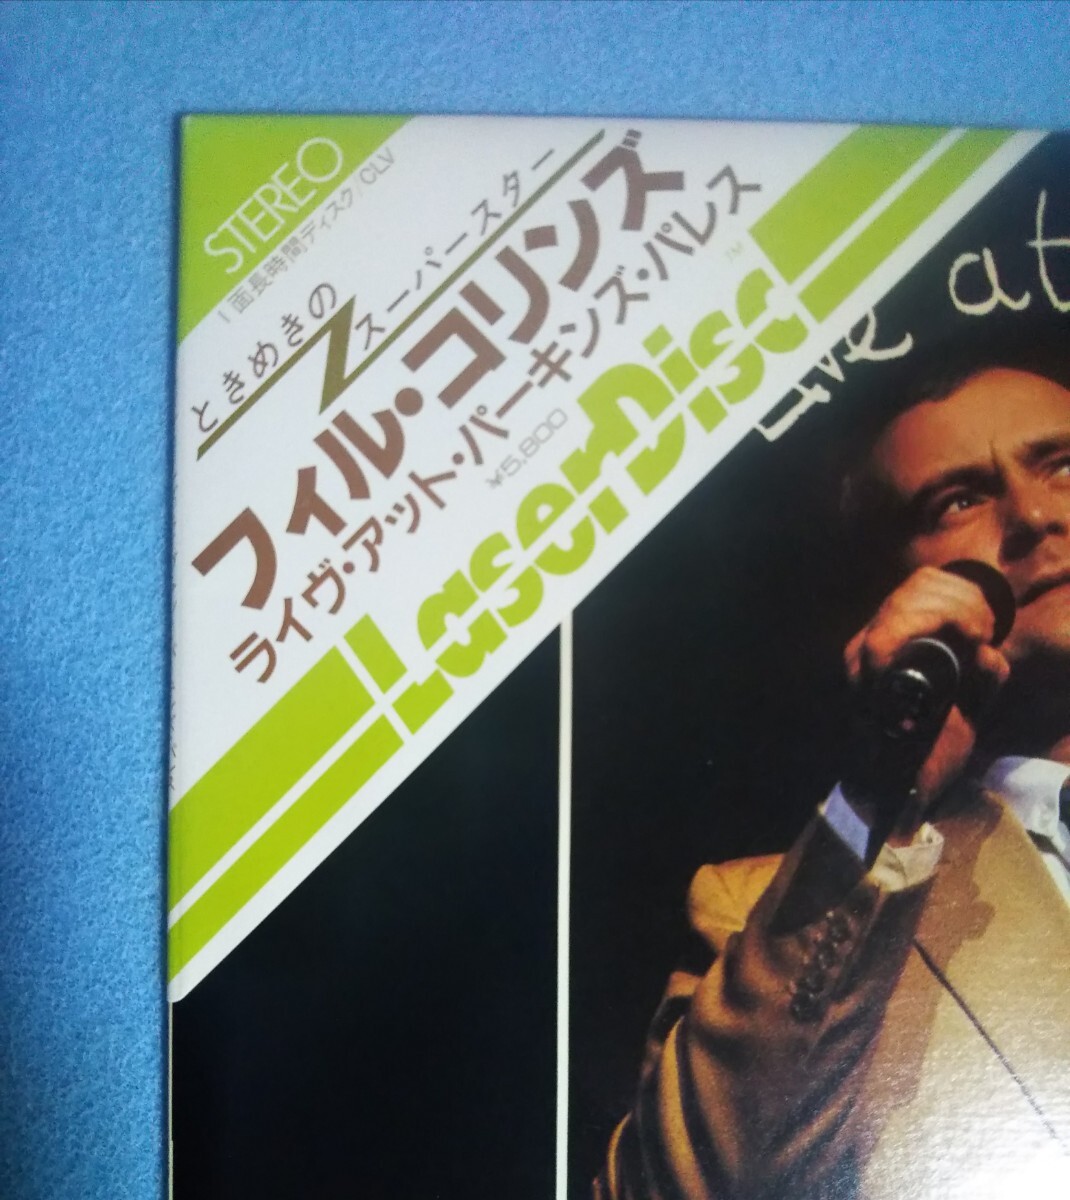 STEREO
1面長時間ディスク/CLV
ときめきの
スーパースター
フィル・コリンズ
ライヴ・アット・パーキンズ・パレス
¥5,800
LaserDisc™
Live at